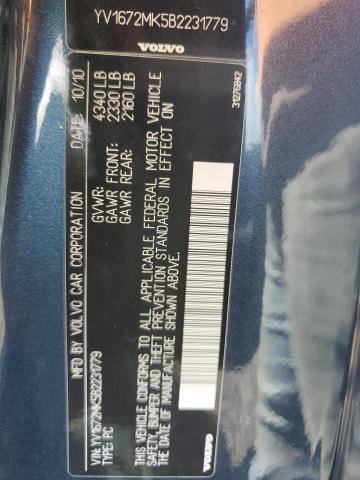 YV1672MK5B2231779
VOLVO
MFD BY: VOLVO CAR CORPORATION DATE: 10/10
GVWR: 4340 LB
GAWR FRONT: 2330 LB
GAWR REAR: 2160 LB
VIN: YV1672MK5B2231779
TYPE: PC
THIS VEHICLE CONFORMS TO ALL APPLICABLE FEDERAL MOTOR VEHICLE
SAFETY, BUMPER AND THEFT PREVENTION STANDARDS IN EFFECT ON
THE DATE OF MANUFACTURE SHOWN ABOVE.
31276842
VOLVO